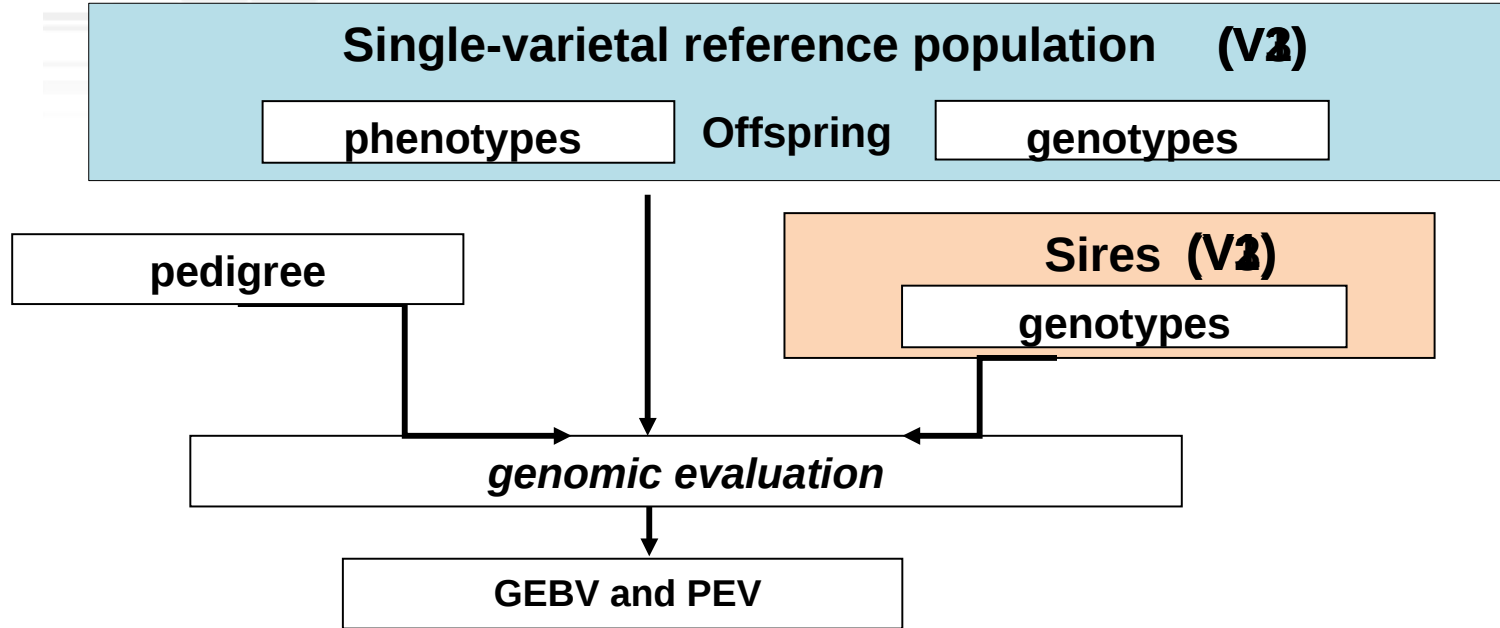 Single-varietal reference population
phenotypes Offspring genotypes
pedigree
Sires
genotypes
genomic evaluation
GEBV and PEV